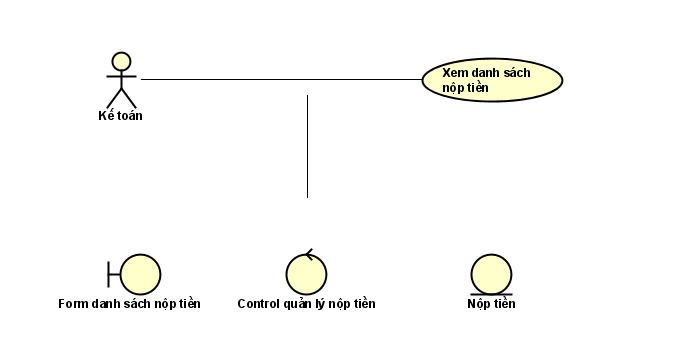 Xem danh sách
nộp tiền
Kế toán
Form danh sách nộp tiền
Control quản lý nộp tiền
Nộp tiền